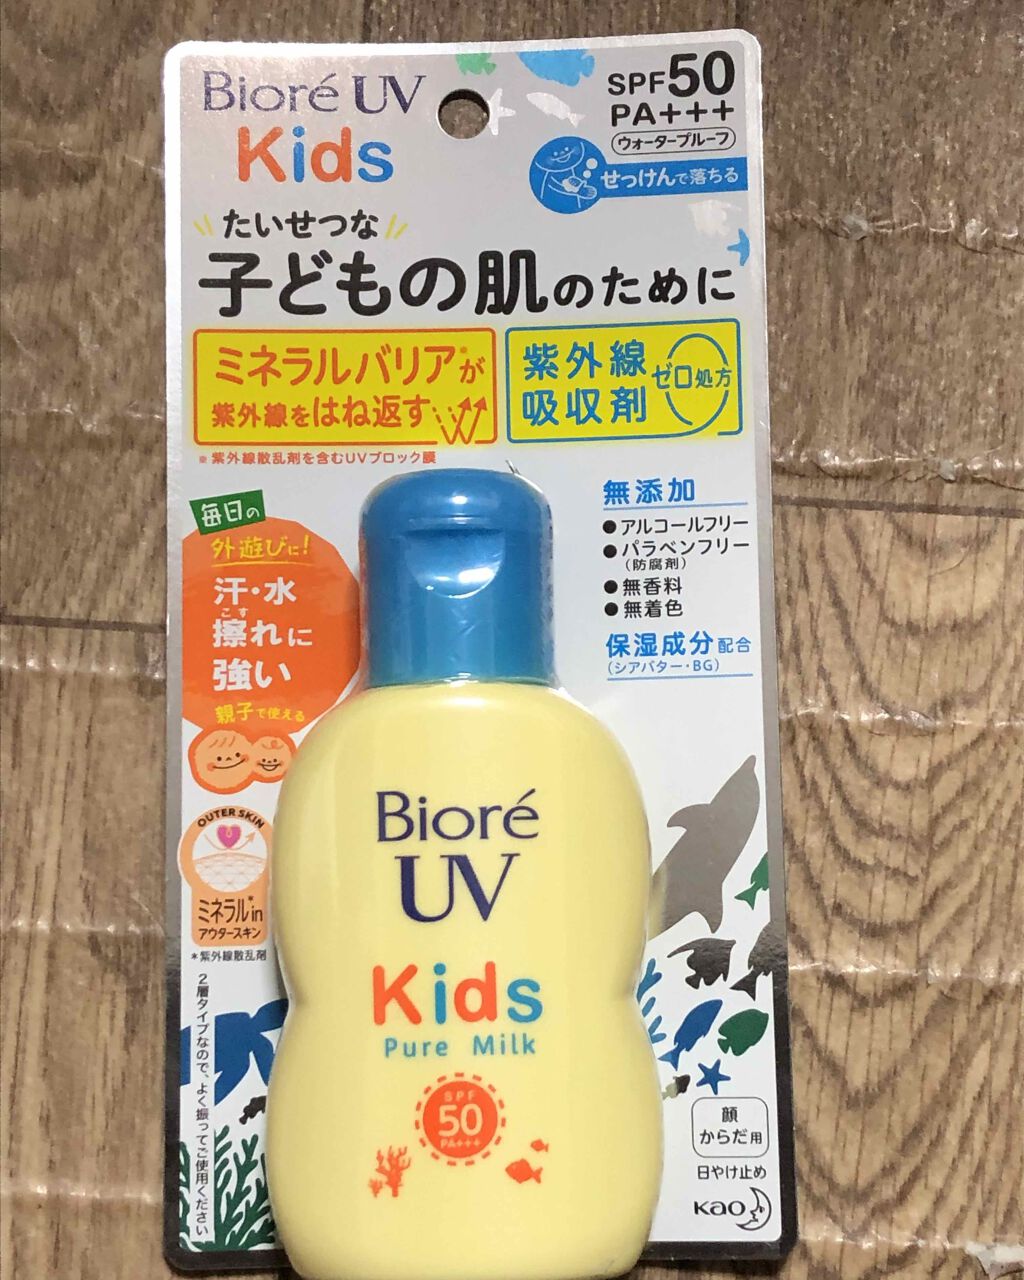 Bioré UV
Kids
SPF50
PA+++
ウォータープルーフ
せっけんで落ちる
たいせつな
子どもの肌のために
ミネラルバリア※が
紫外線をはね返す
紫外線
吸収剤
ゼロ処方
※紫外線散乱剤を含むUVブロック膜
毎日の
外遊びに!
汗・水
こす
擦れに
強い
親子で使える
無添加
●アルコールフリー
●パラベンフリー
(防腐剤)
●無香料
●無着色
保湿成分配合
(シアバター・BG)
OUTER SKIN
ミネラル*in
アウタースキン
*紫外線散乱剤
2層タイプなので、よく振ってご使用ください
Bioré
UV
Kids
Pure Milk
SPF
50
PA+++
顔
からだ用
日やけ止め
Kao